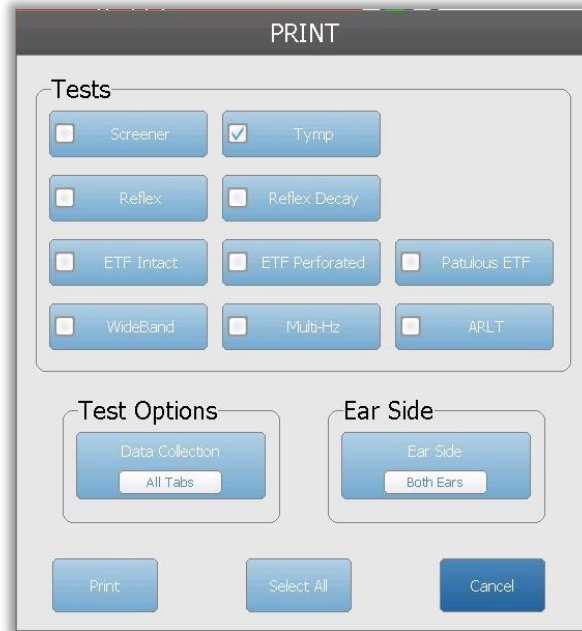 PRINT
Tests
Screener
Tymp
Reflex
Reflex Decay
ETF Intact
ETF Perforated
Patulous ETF
WideBand
Multi-Hz
ARLT
Test Options
Data Collection
All Tabs
Ear Side
Ear Side
Both Ears
Print
Select All
Cancel